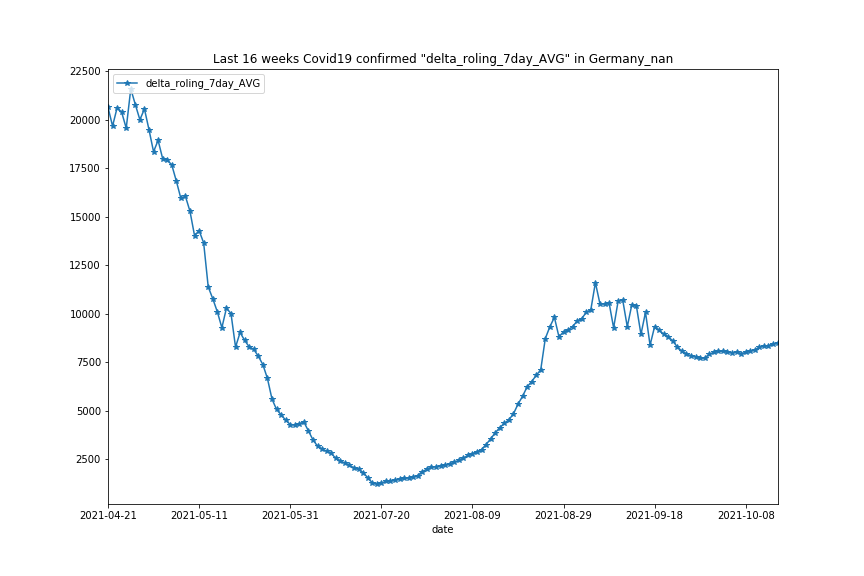 Last 16 weeks Covid19 confirmed "delta_roling_7day_AVG" in Germany_nan
delta_roling_7day_AVG
22500
20000
17500
15000
12500
10000
7500
5000
2500
2021-04-21 2021-05-11 2021-05-31 2021-07-20 2021-08-09 2021-08-29 2021-09-18 2021-10-08
date